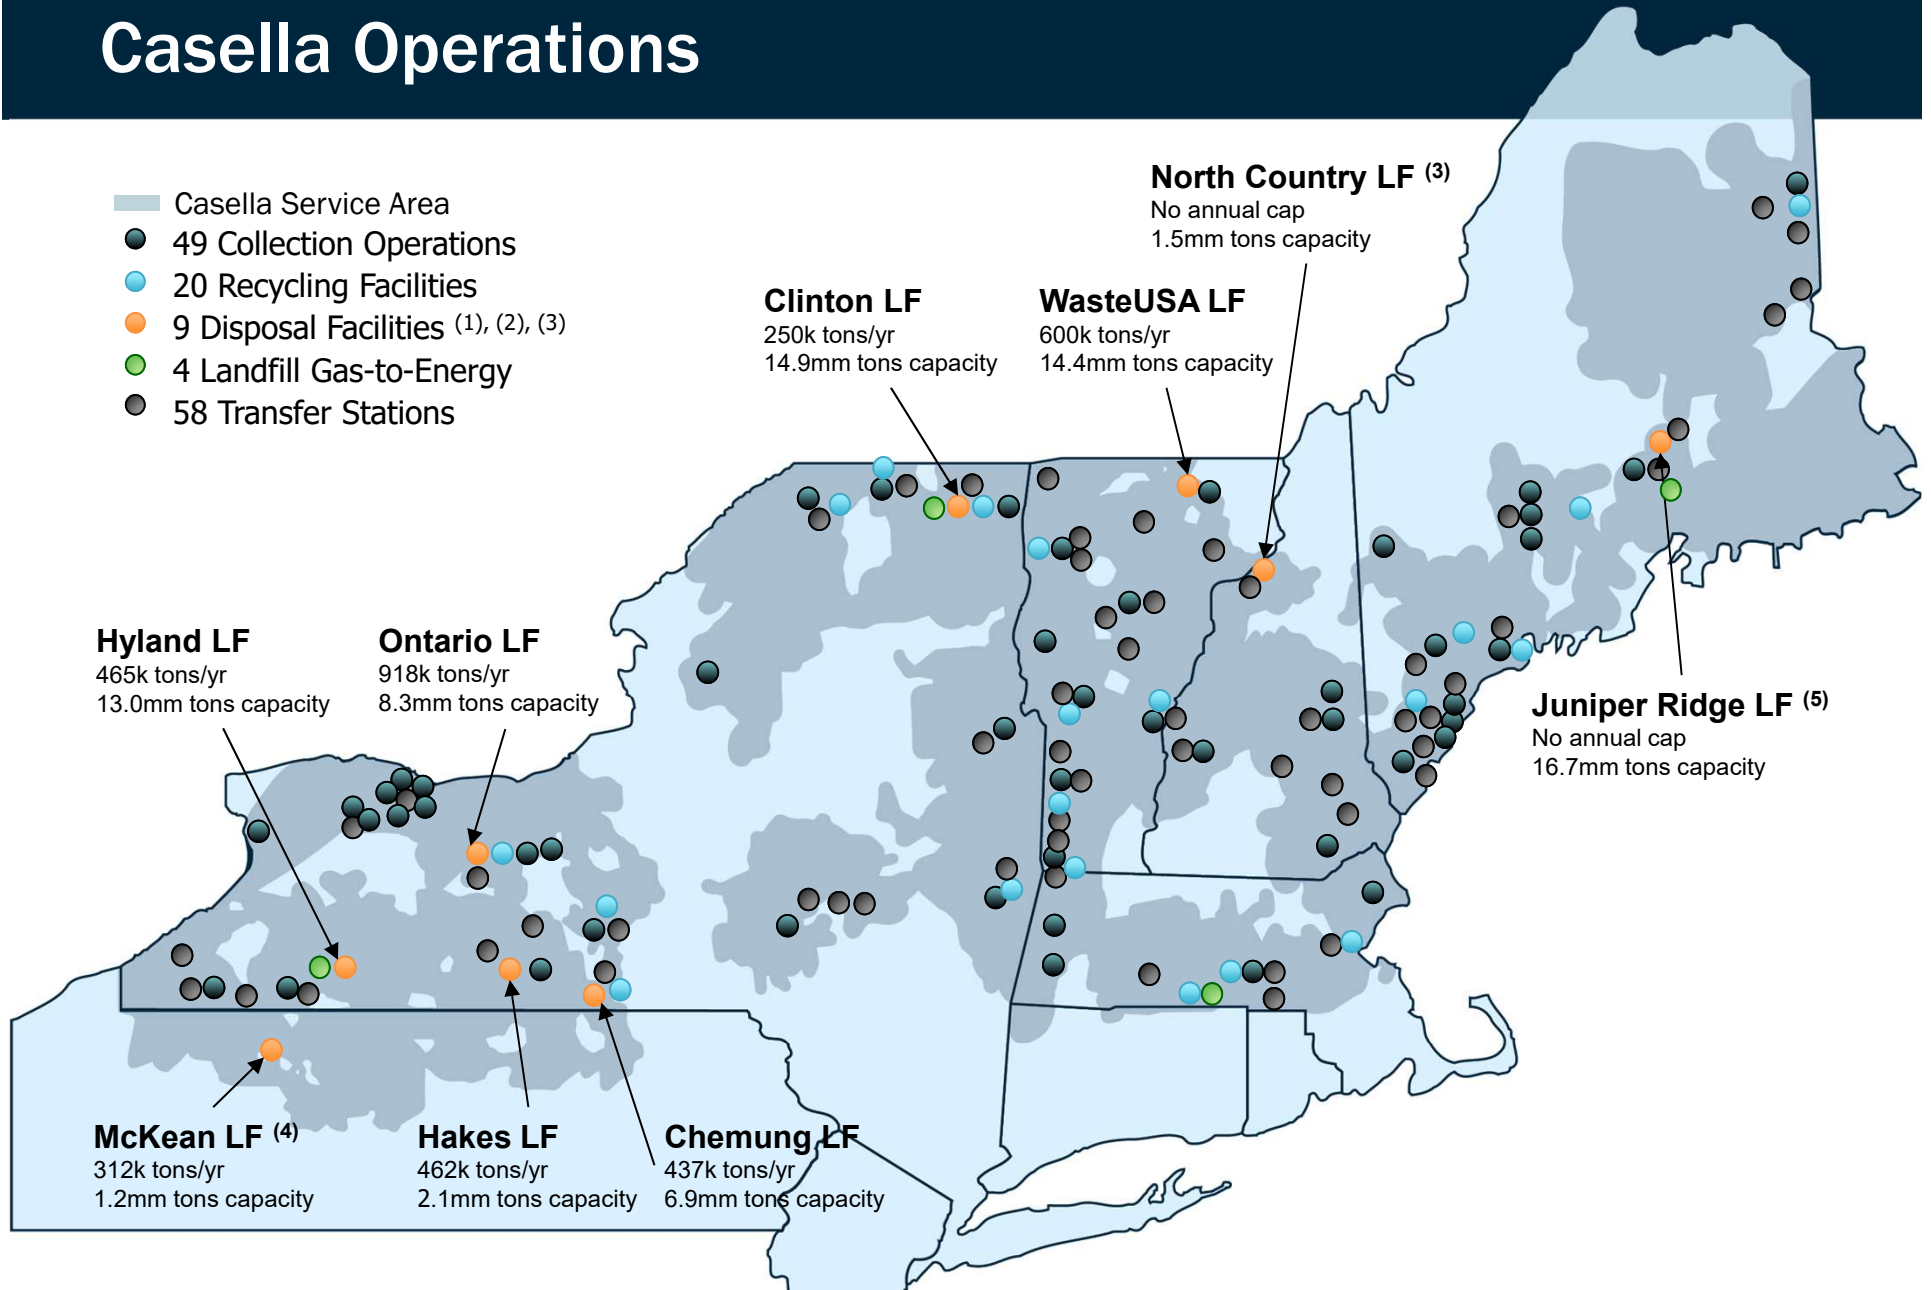 Casella Operations
Casella Service Area
49 Collection Operations
20 Recycling Facilities
9 Disposal Facilities (1), (2), (3)
4 Landfill Gas-to-Energy
58 Transfer Stations
North Country LF (3)
No annual cap
1.5mm tons capacity
Clinton LF
250k tons/yr
14.9mm tons capacity
WasteUSA LF
600k tons/yr
14.4mm tons capacity
Hyland LF
465k tons/yr
13.0mm tons capacity
Ontario LF
918k tons/yr
8.3mm tons capacity
Juniper Ridge LF (5)
No annual cap
16.7mm tons capacity
McKean LF (4)
312k tons/yr
1.2mm tons capacity
Hakes LF
462k tons/yr
2.1mm tons capacity
Chemung LF
437k tons/yr
6.9mm tons capacity